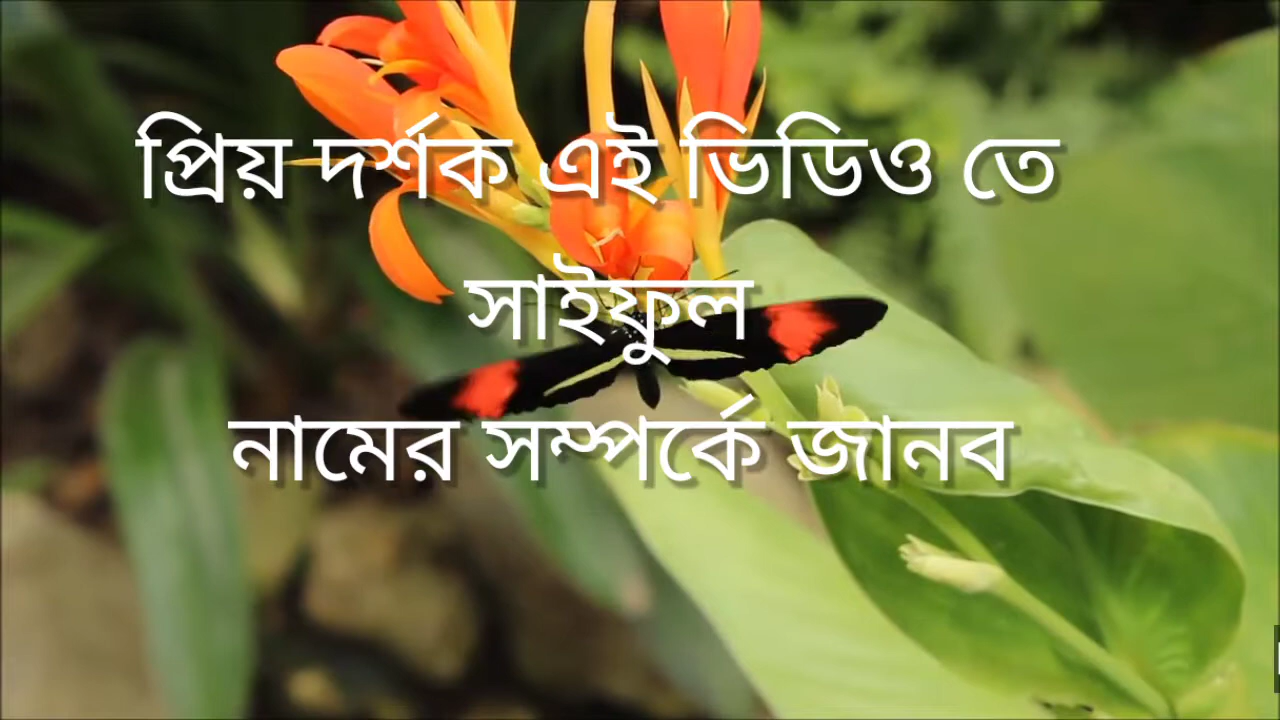 প্রিয় দর্শক এই ভিডিও তে
সাইফুল
নামের সম্পর্কে জানব